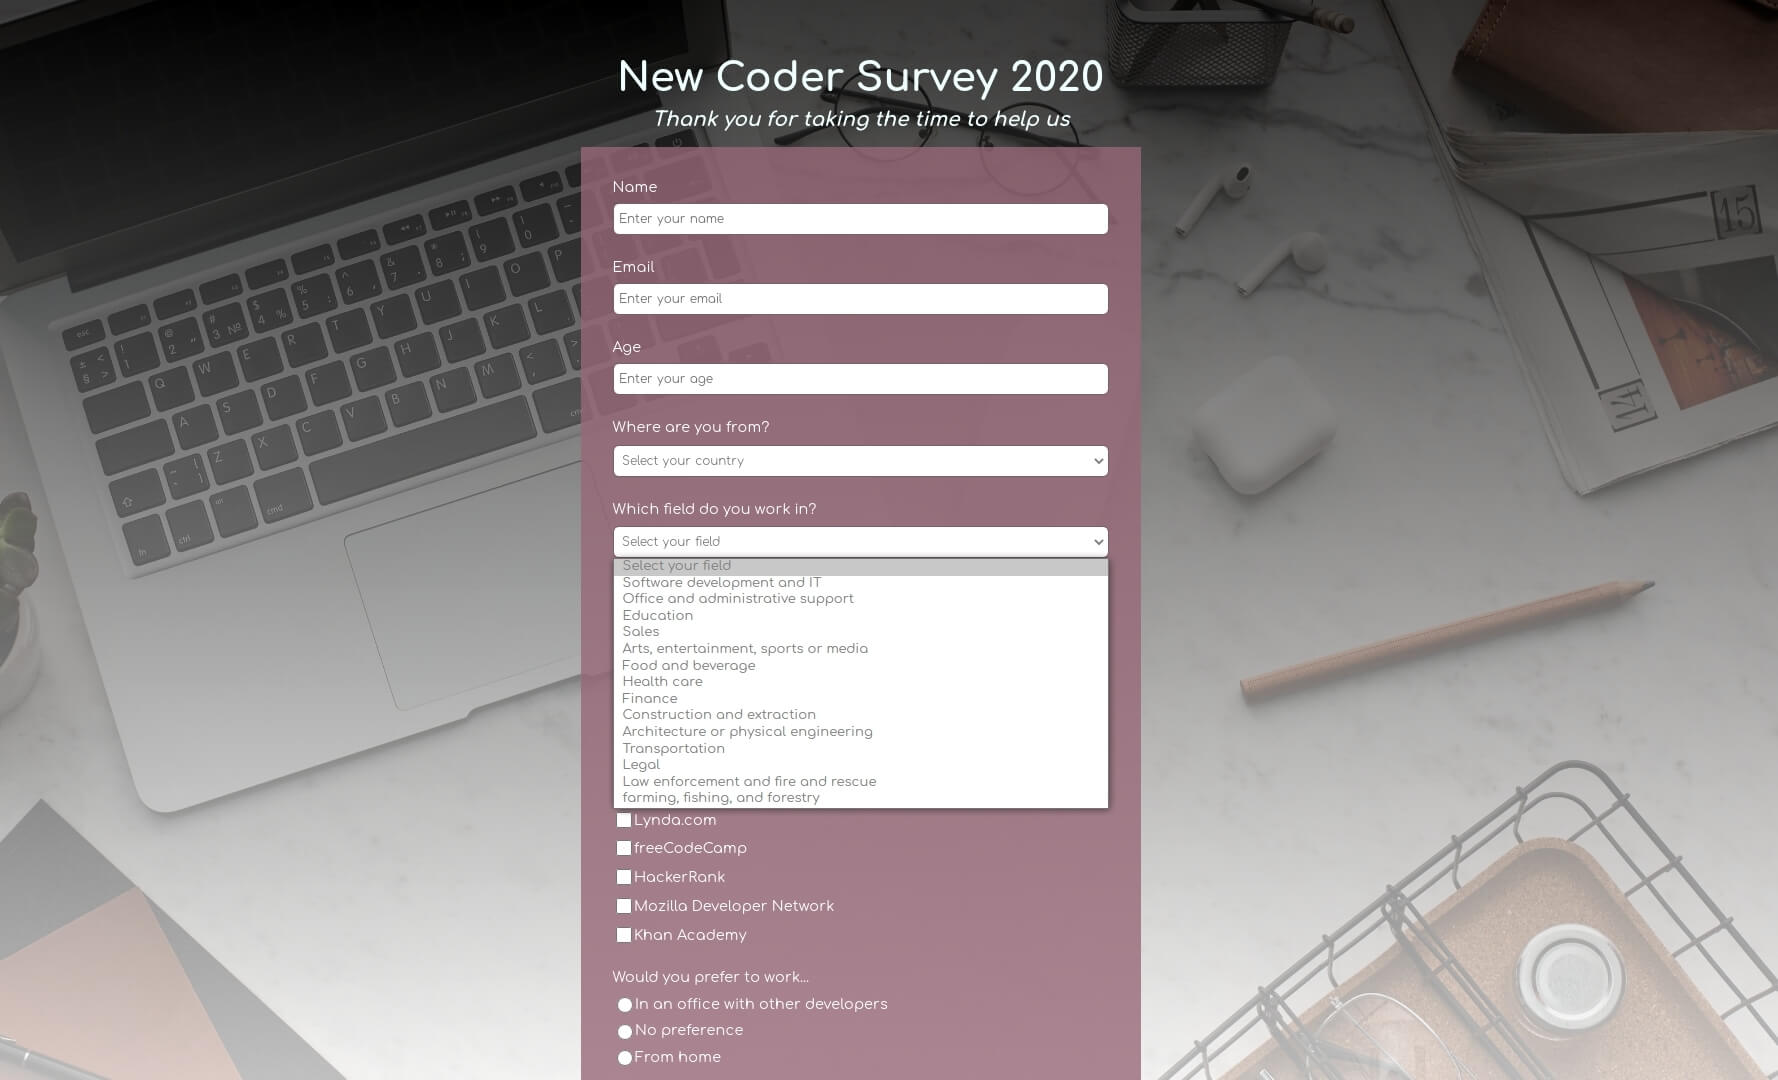 New Coder Survey 2020
Thank you for taking the time to help us
Name
Enter your name
Email
Enter your email
Age
Enter your age
Where are you from?
Select your country
Which field do you work in?
Select your field
Select your field
Software development and IT
Office and administrative support
Education
Sales
Arts, entertainment, sports or media
Food and beverage
Health care
Finance
Construction and extraction
Architecture or physical engineering
Transportation
Legal
Law enforcement and fire and rescue
farming, fishing, and forestry
Lynda.com
freeCodeCamp
HackerRank
Mozilla Developer Network
Khan Academy
Would you prefer to work...
In an office with other developers
No preference
From home
15
14